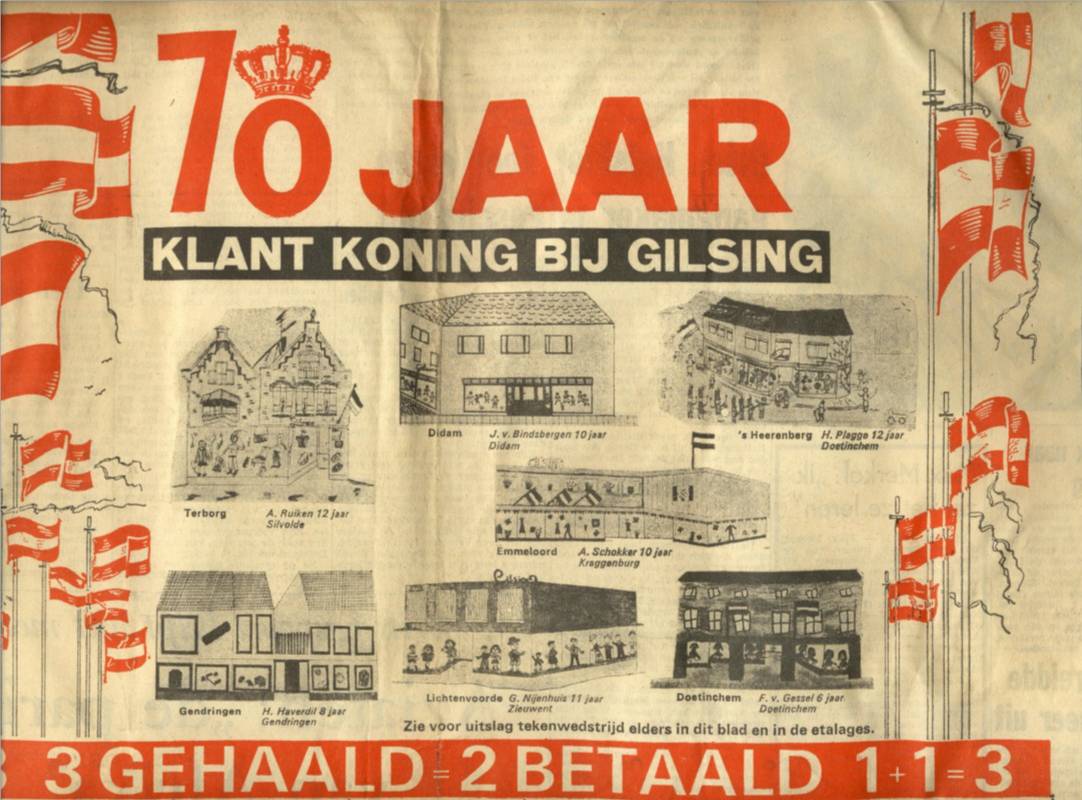 70 JAAR
KLANT KONING BIJ GILSING
Didam J. v. Bindsbergen 10 jaar
Didam
's Heerenberg H. Plagge 12 jaar
Doetinchem
Terborg A. Ruiken 12 jaar
Silvolde
Emmeloord A. Schokker 10 jaar
Kraggenburg
Gilsing
Gendringen H. Haverdil 8 jaar
Gendringen
Lichtenvoorde G. Nijenhuis 11 jaar
Zieuwent
Doetinchem F. v. Gessel 6 jaar
Doetinchem
Zie voor uitslag tekenwedstrijd elders in dit blad en in de etalages.
3 GEHAALD = 2 BETAALD 1 + 1 = 3